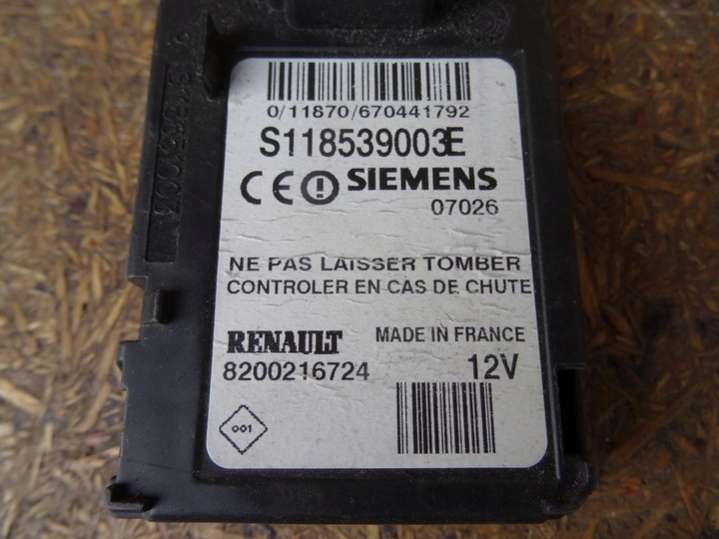 0/11870/670441792
S118539003E
CE SIEMENS
07026
NE PAS LAISSER TOMBER
CONTROLER EN CAS DE CHUTE
RENAULT MADE IN FRANCE
8200216724 12V
001